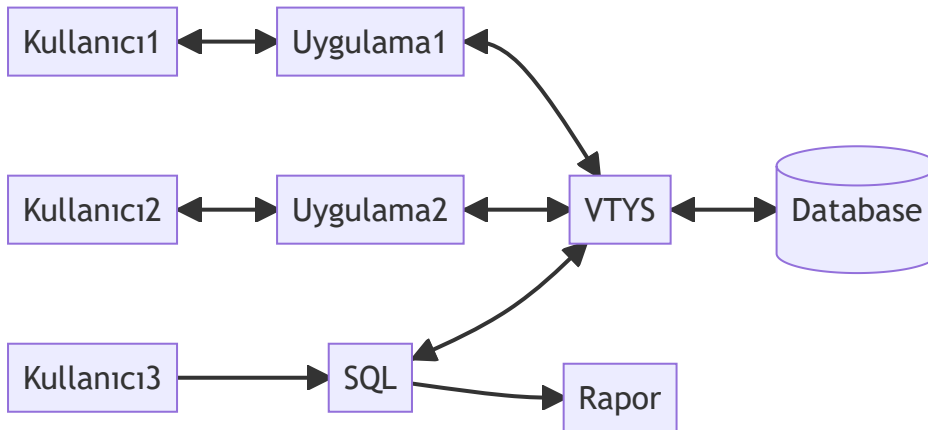 Kullanıcı1
Uygulama1
Kullanıcı2
Uygulama2
VTYS
Database
Kullanıcı3
SQL
Rapor